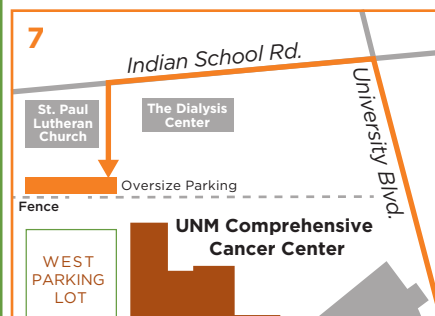 7
Indian School Rd.
St. Paul
Lutheran
Church
The Dialysis
Center
University Blvd.
Oversize Parking
Fence
UNM Comprehensive
Cancer Center
WEST
PARKING
LOT